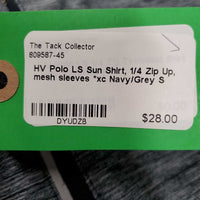 The Tack Collector
609587-45
HV Polo LS Sun Shirt, 1/4 Zip Up,
mesh sleeves *xc Navy/Grey S
DYUDZB
$28.00